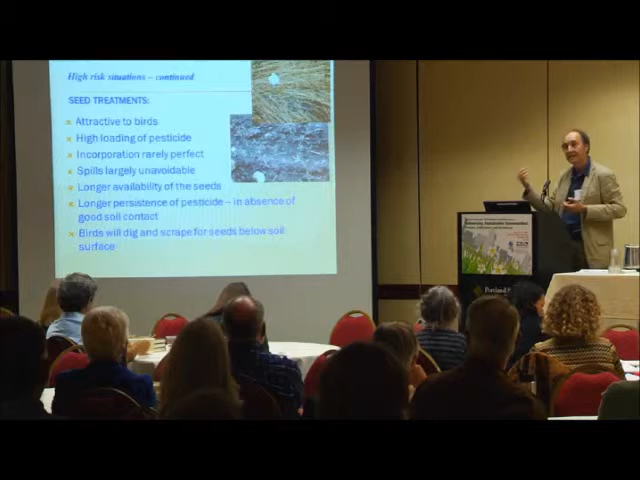 High risk situations – continued
SEED TREATMENTS:
Attractive to birds
High loading of pesticide
Incorporation rarely perfect
Spills largely unavoidable
Longer availability of the seeds
Longer persistence of pesticide – in absence of
good soil contact
Birds will dig and scrape for seeds below soil
surface
Portland